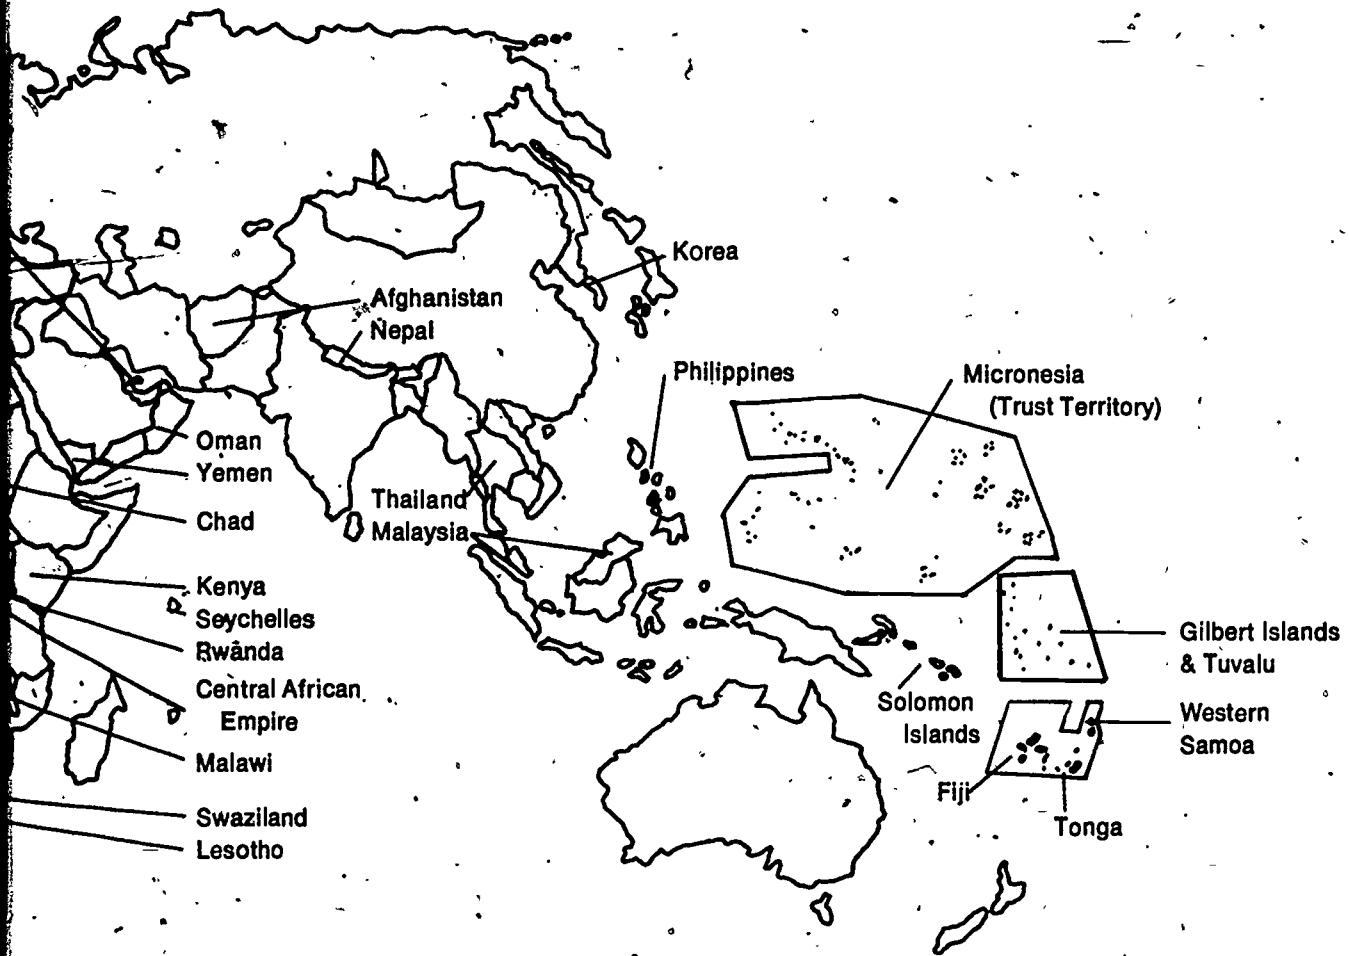 Korea
Afghanistan
Nepal
Philippines
Micronesia
(Trust Territory)
Oman
Yemen
Thailand
Chad
Malaysia
Kenya
Seychelles
Rwanda
Gilbert Islands
& Tuvalu
Central African
Empire
Solomon
Islands
Western
Samoa
Malawi
Fiji
Swaziland
Tonga
Lesotho